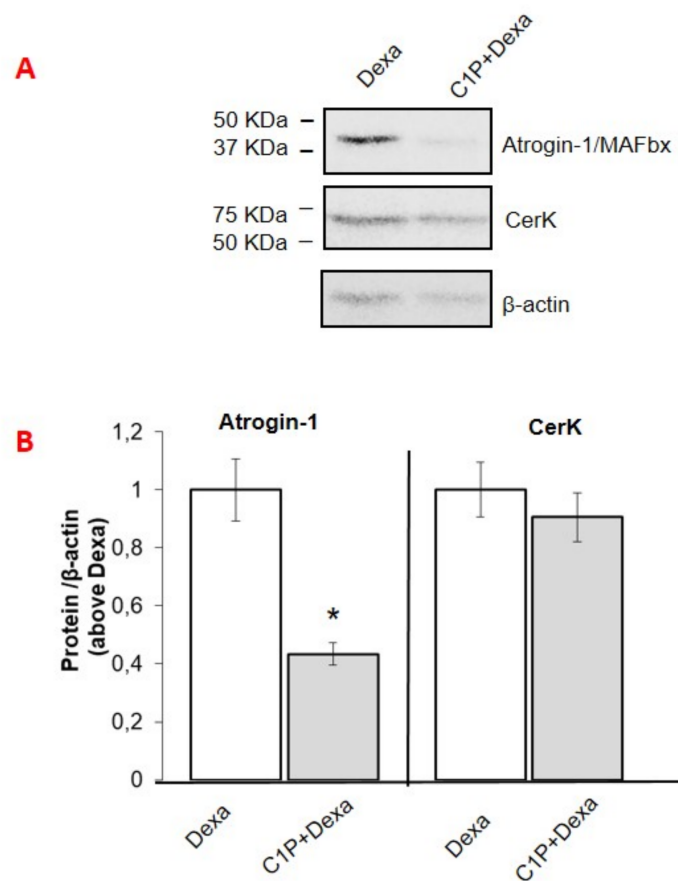 A
Dexa
C1P+Dexa
50 KDa
37 KDa
Atrogin-1/MAFbx
75 KDa
50 KDa
CerK
β-actin
B
Atrogin-1
CerK
Protein /β-actin
(above Dexa)
1,2
1
0,8
0,6
0,4
0,2
0
*
Dexa
C1P+Dexa
Dexa
C1P+Dexa